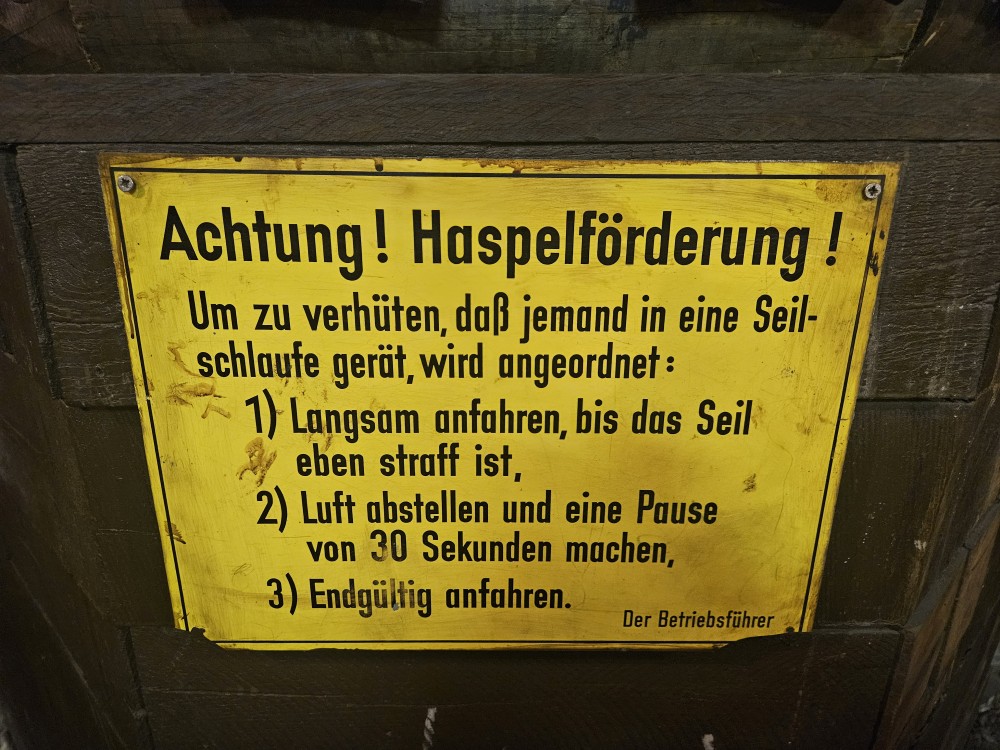 Achtung! Haspelförderung!
Um zu verhüten, daß jemand in eine Seil-
schlaufe gerät, wird angeordnet:
1) Langsam anfahren, bis das Seil
eben straff ist,
2) Luft abstellen und eine Pause
von 30 Sekunden machen,
3) Endgültig anfahren.
Der Betriebsführer